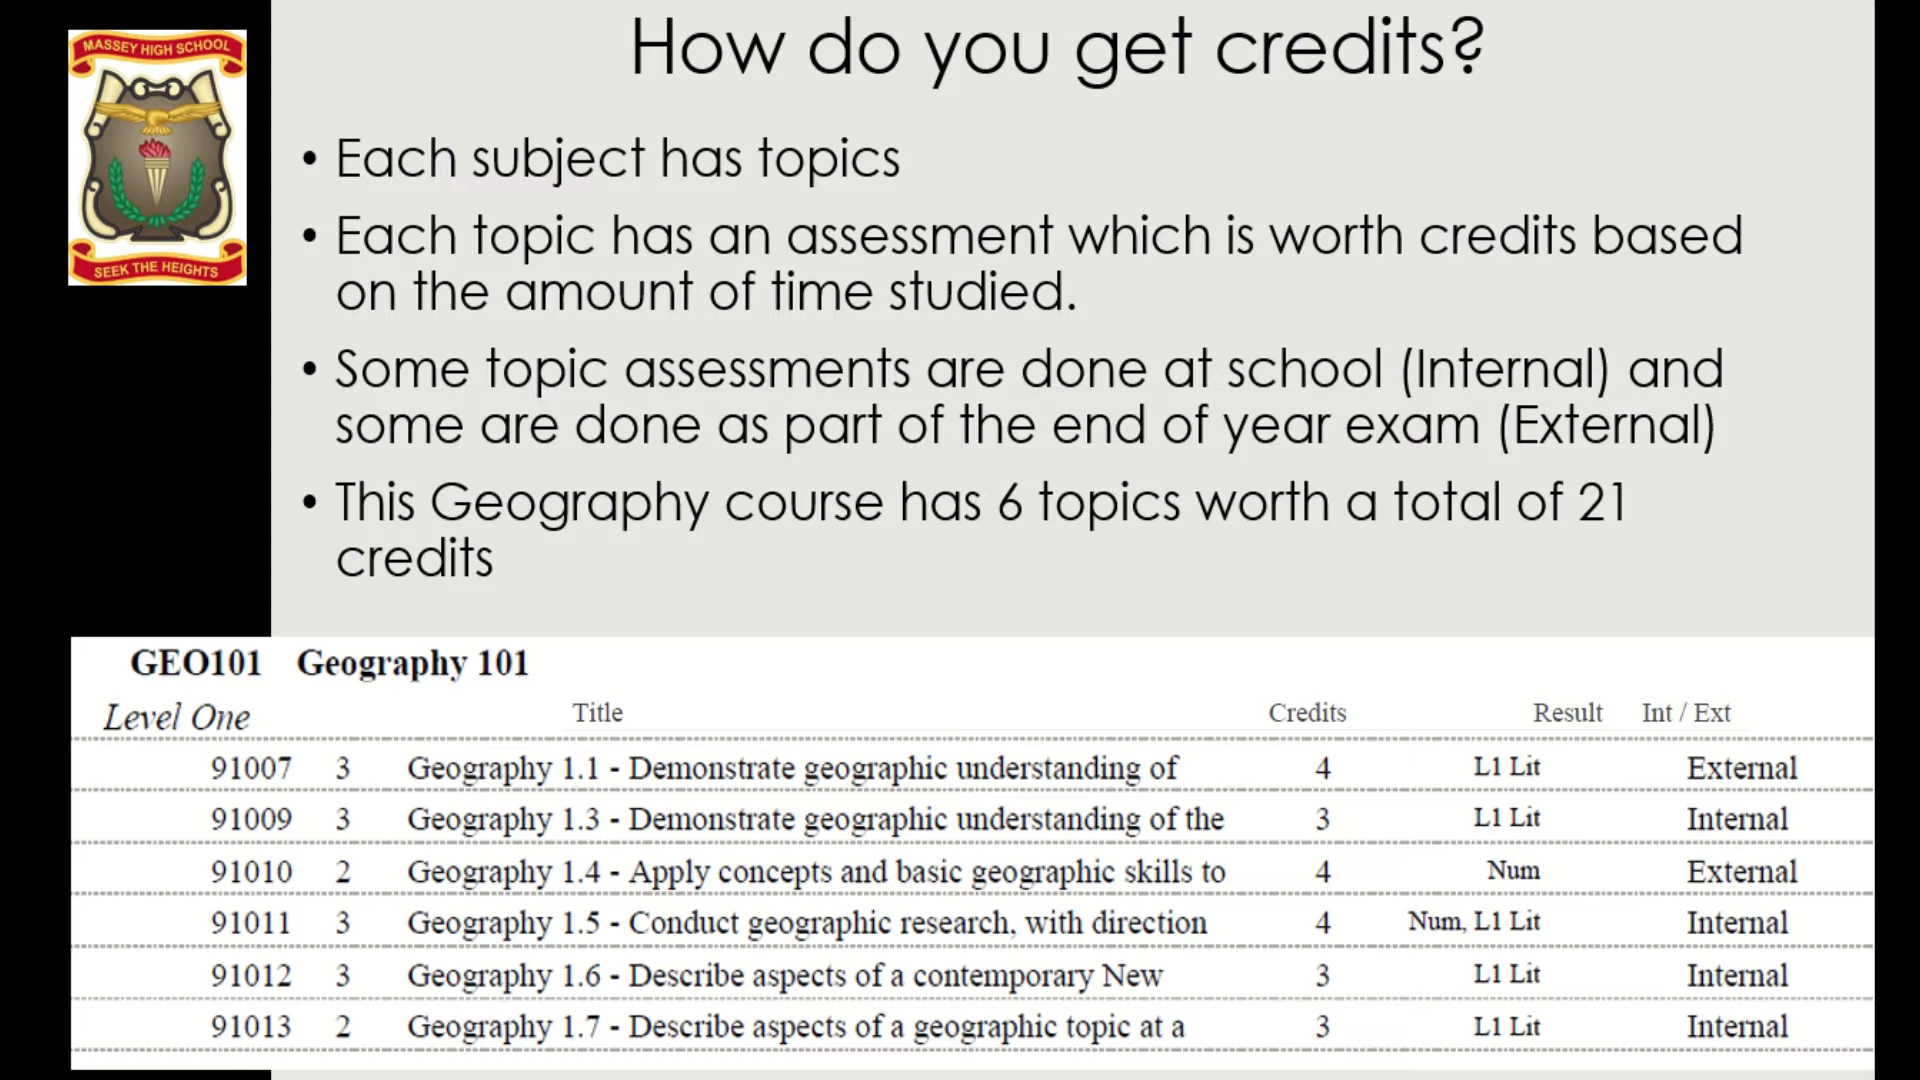 MASSEY HIGH SCHOOL
SEEK THE HEIGHTS
How do you get credits?
• Each subject has topics
• Each topic has an assessment which is worth credits based
on the amount of time studied.
• Some topic assessments are done at school (Internal) and
some are done as part of the end of year exam (External)
• This Geography course has 6 topics worth a total of 21
credits
GEO101 Geography 101
Level One Title Credits Result Int / Ext
91007 3 Geography 1.1 - Demonstrate geographic understanding of 4 L1 Lit External
91009 3 Geography 1.3 - Demonstrate geographic understanding of the 3 L1 Lit Internal
91010 2 Geography 1.4 - Apply concepts and basic geographic skills to 4 Num External
91011 3 Geography 1.5 - Conduct geographic research, with direction 4 Num, L1 Lit Internal
91012 3 Geography 1.6 - Describe aspects of a contemporary New 3 L1 Lit Internal
91013 2 Geography 1.7 - Describe aspects of a geographic topic at a 3 L1 Lit Internal